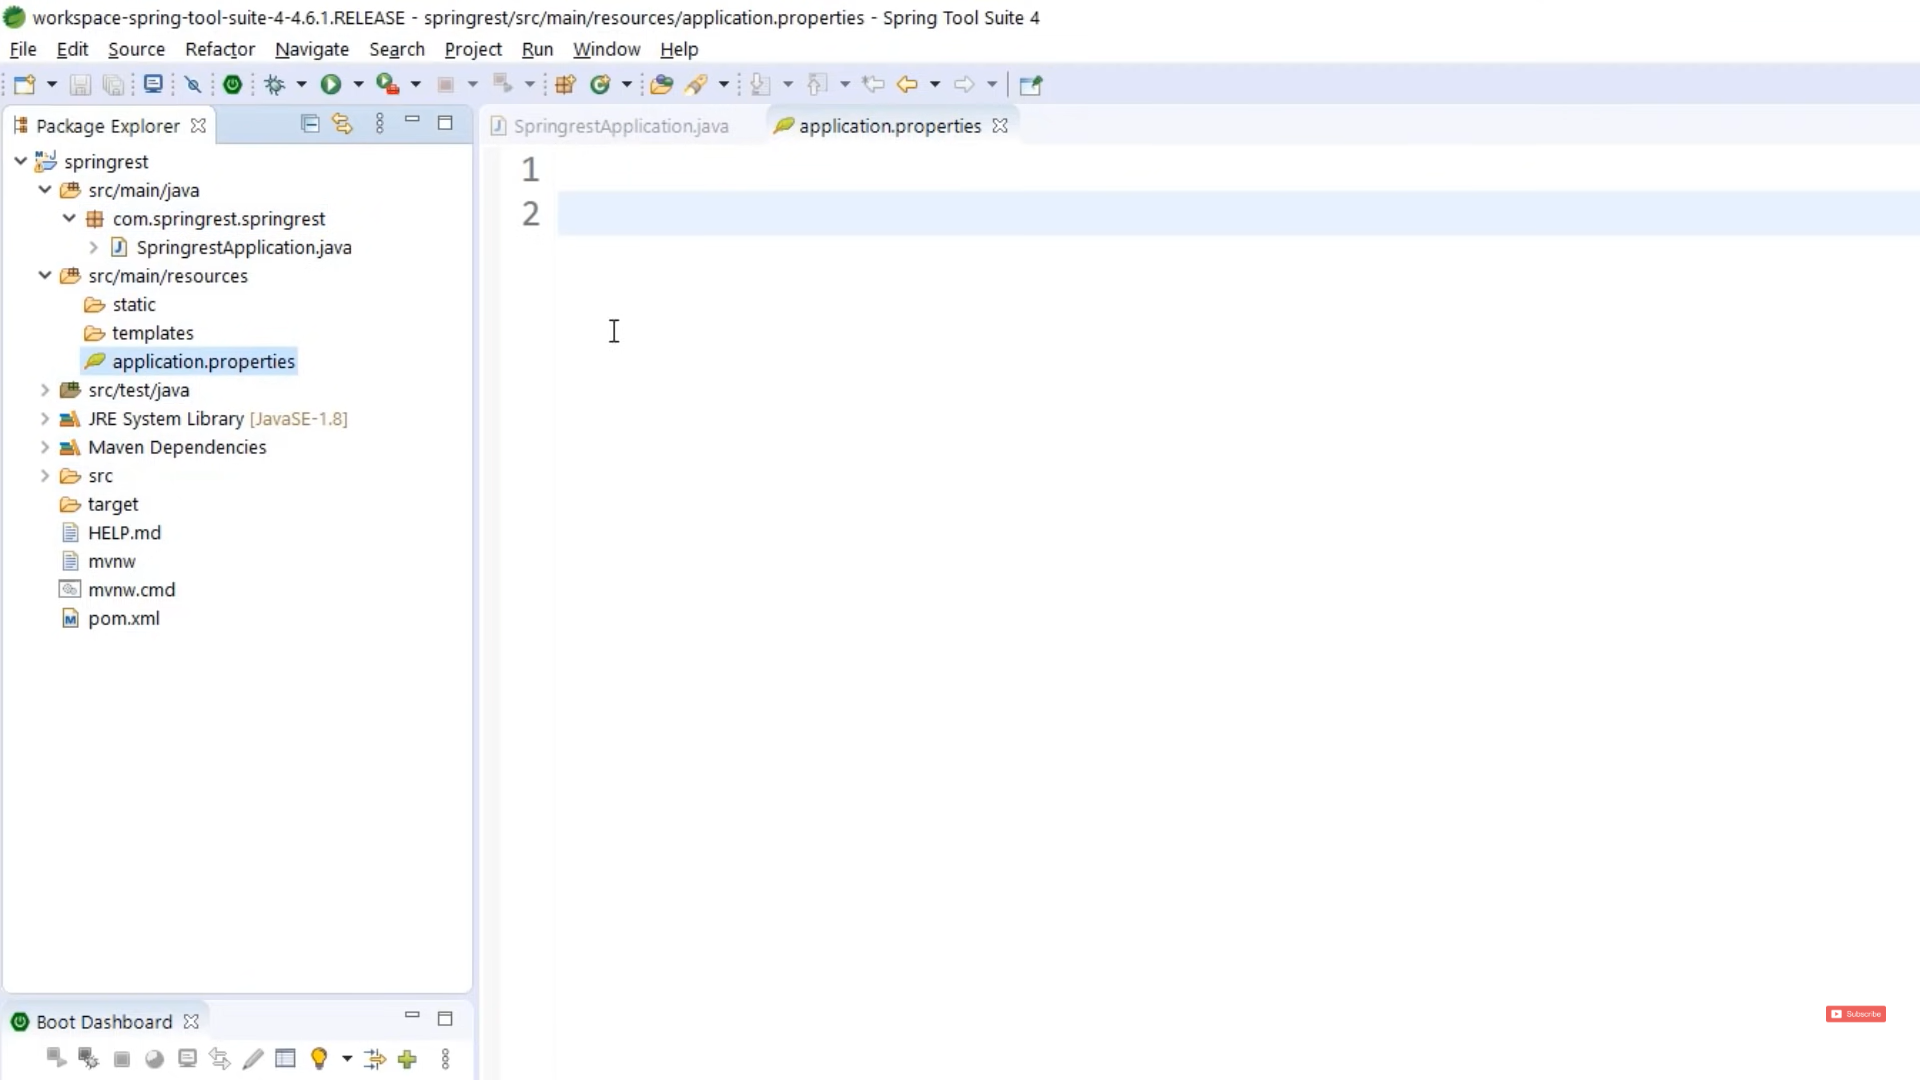 workspace-spring-tool-suite-4-4.6.1.RELEASE - springrest/src/main/resources/application.properties - Spring Tool Suite 4
File Edit Source Refactor Navigate Search Project Run Window Help
Package Explorer
SpringrestApplication.java
application.properties
springrest
src/main/java
com.springrest.springrest
SpringrestApplication.java
src/main/resources
static
templates
application.properties
src/test/java
JRE System Library [JavaSE-1.8]
Maven Dependencies
src
target
HELP.md
mvnw
mvnw.cmd
pom.xml
1
2
Boot Dashboard
Subscribe